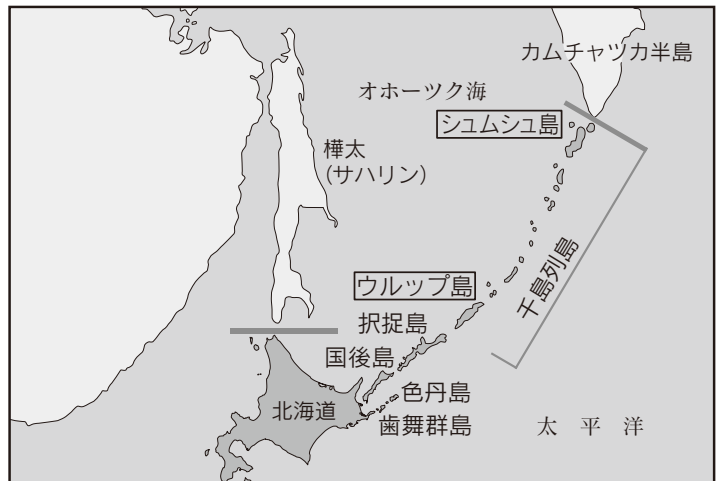 カムチャツカ半島
オホーツク海
シュムシュ島
樺太
(サハリン)
千島列島
ウルップ島
択捉島
国後島
色丹島
北海道
歯舞群島
太平洋